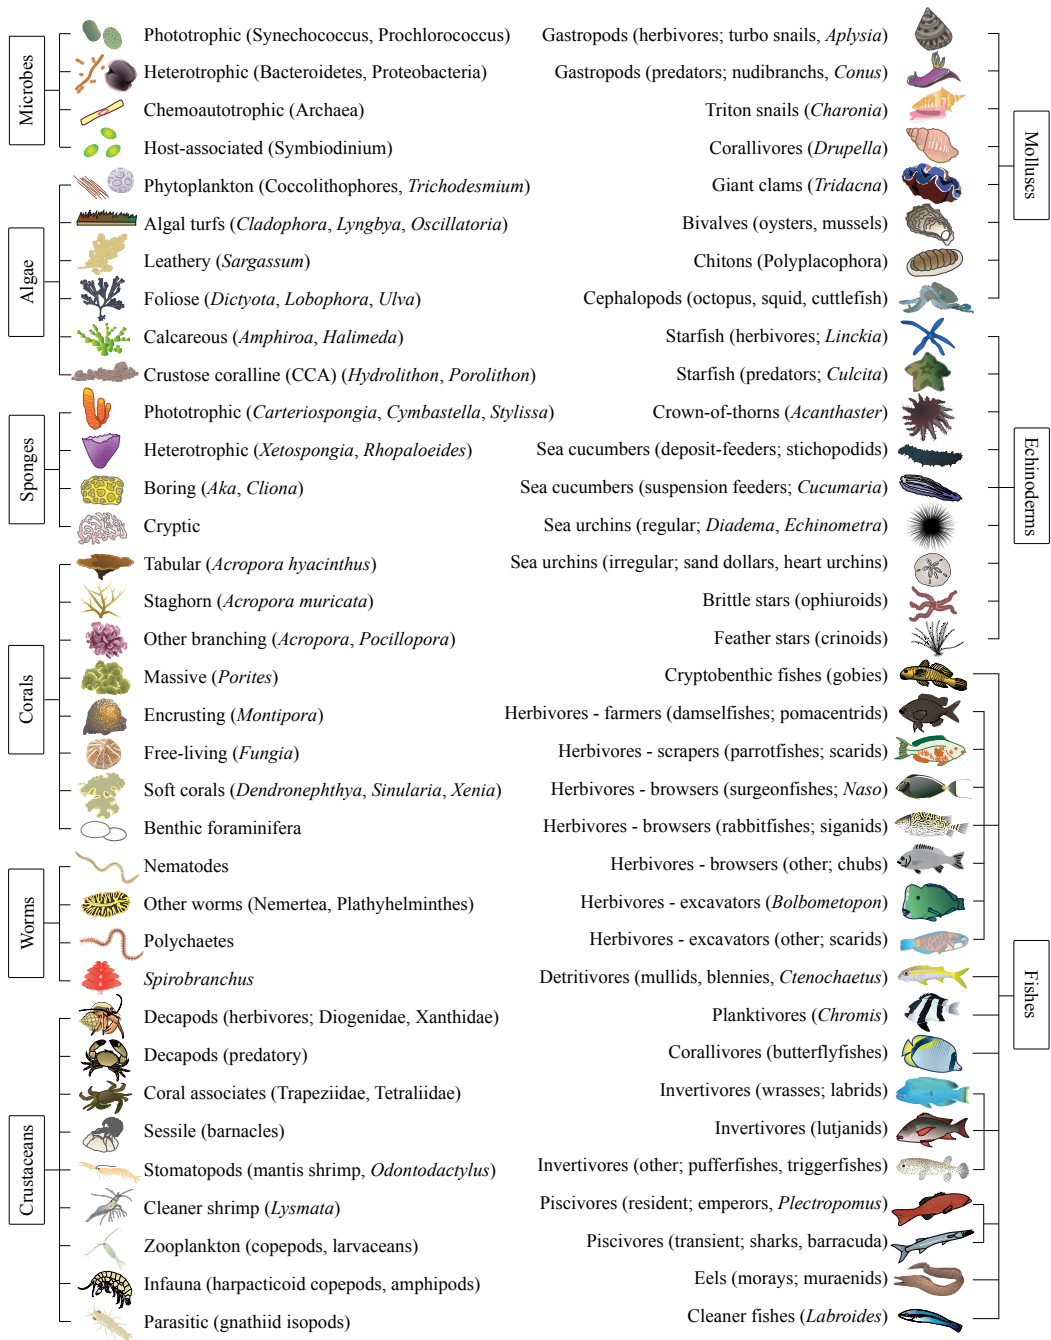 Microbes
Phototrophic (Synechococcus, Prochlorococcus)
Heterotrophic (Bacteroidetes, Proteobacteria)
Chemoautotrophic (Archaea)
Host-associated (Symbiodinium)
Algae
Phytoplankton (Coccolithophores, Trichodesmium)
Algal turfs (Cladophora, Lyngbya, Oscillatoria)
Leathery (Sargassum)
Foliose (Dictyota, Lobophora, Ulva)
Calcareous (Amphiroa, Halimeda)
Crustose coralline (CCA) (Hydrolithon, Porolithon)
Sponges
Phototrophic (Carteriospongia, Cymbastella, Stylissa)
Heterotrophic (Xetospongia, Rhopaloeides)
Boring (Aka, Cliona)
Cryptic
Corals
Tabular (Acropora hyacinthus)
Staghorn (Acropora muricata)
Other branching (Acropora, Pocillopora)
Massive (Porites)
Encrusting (Montipora)
Free-living (Fungia)
Soft corals (Dendronephthya, Sinularia, Xenia)
Benthic foraminifera
Worms
Nematodes
Other worms (Nemertea, Plathyhelminthes)
Polychaetes
Spirobranchus
Crustaceans
Decapods (herbivores; Diogenidae, Xanthidae)
Decapods (predatory)
Coral associates (Trapeziidae, Tetraliidae)
Sessile (barnacles)
Stomatopods (mantis shrimp, Odontodactylus)
Cleaner shrimp (Lysmata)
Zooplankton (copepods, larvaceans)
Infauna (harpacticoid copepods, amphipods)
Parasitic (gnathiid isopods)
Molluscs
Gastropods (herbivores; turbo snails, Aplysia)
Gastropods (predators; nudibranchs, Conus)
Triton snails (Charonia)
Corallivores (Drupella)
Giant clams (Tridacna)
Bivalves (oysters, mussels)
Chitons (Polyplacophora)
Cephalopods (octopus, squid, cuttlefish)
Echinoderms
Starfish (herbivores; Linckia)
Starfish (predators; Culcita)
Crown-of-thorns (Acanthaster)
Sea cucumbers (deposit-feeders; stichopodids)
Sea cucumbers (suspension feeders; Cucumaria)
Sea urchins (regular; Diadema, Echinometra)
Sea urchins (irregular; sand dollars, heart urchins)
Brittle stars (ophiuroids)
Feather stars (crinoids)
Fishes
Cryptobenthic fishes (gobies)
Herbivores - farmers (damselfishes; pomacentrids)
Herbivores - scrapers (parrotfishes; scarids)
Herbivores - browsers (surgeonfishes; Naso)
Herbivores - browsers (rabbitfishes; siganids)
Herbivores - browsers (other; chubs)
Herbivores - excavators (Bolbometopon)
Herbivores - excavators (other; scarids)
Detritivores (mullids, blennies, Ctenochaetus)
Planktivores (Chromis)
Corallivores (butterflyfishes)
Invertivores (wrasses; labrids)
Invertivores (lutjanids)
Invertivores (other; pufferfishes, triggerfishes)
Piscivores (resident; emperors, Plectropomus)
Piscivores (transient; sharks, barracuda)
Eels (morays; muraenids)
Cleaner fishes (Labroides)